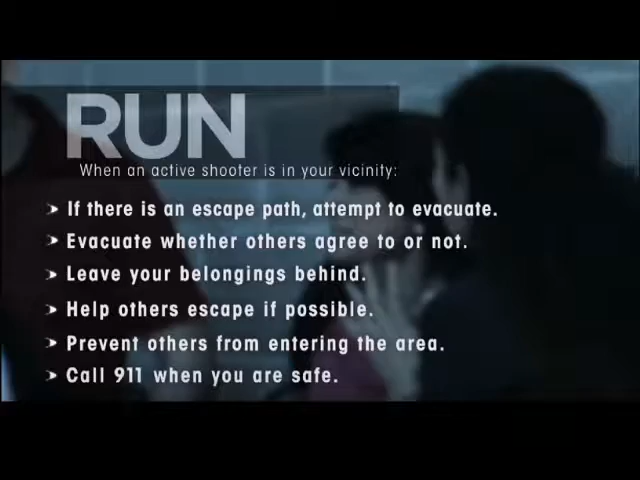 RUN
When an active shooter is in your vicinity:
If there is an escape path, attempt to evacuate.
Evacuate whether others agree to or not.
Leave your belongings behind.
Help others escape if possible.
Prevent others from entering the area.
Call 911 when you are safe.